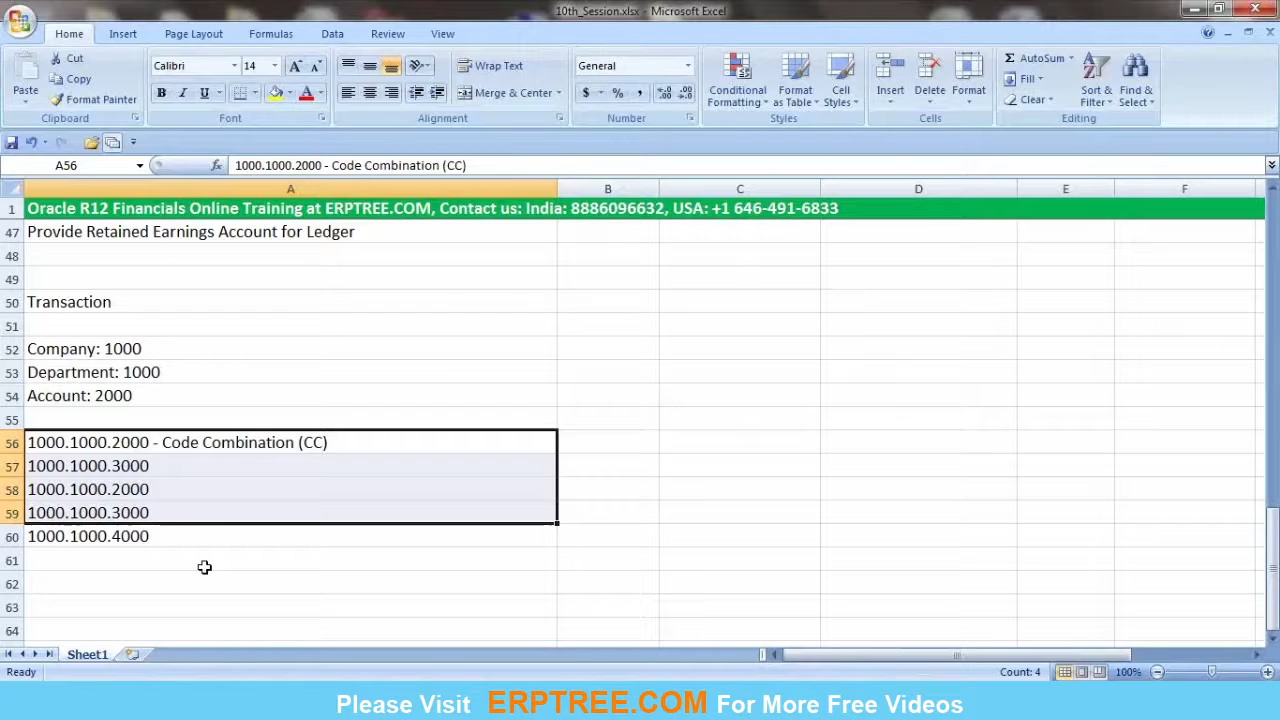 10th_Session.xlsx - Microsoft Excel
Home Insert Page Layout Formulas Data Review View
Paste
Cut
Copy
Format Painter
Clipboard
Calibri 14
B I U
Font
Wrap Text
Merge & Center
Alignment
General
$ % ,
Number
Conditional Formatting
Format as Table
Cell Styles
Styles
Insert Delete Format
Cells
Σ AutoSum
Fill
Clear
Sort & Filter
Find & Select
Editing
A56 fx 1000.1000.2000 - Code Combination (CC)
A B C D E F
1 Oracle R12 Financials Online Training at ERPTREE.COM, Contact us: India: 8886096632, USA: +1 646-491-6833
47 Provide Retained Earnings Account for Ledger
48
49
50 Transaction
51
52 Company: 1000
53 Department: 1000
54 Account: 2000
55
56 1000.1000.2000 - Code Combination (CC)
57 1000.1000.3000
58 1000.1000.2000
59 1000.1000.3000
60 1000.1000.4000
61
62
63
64
Sheet1
Ready Count: 4 100%
Please Visit ERPTREE.COM For More Free Videos